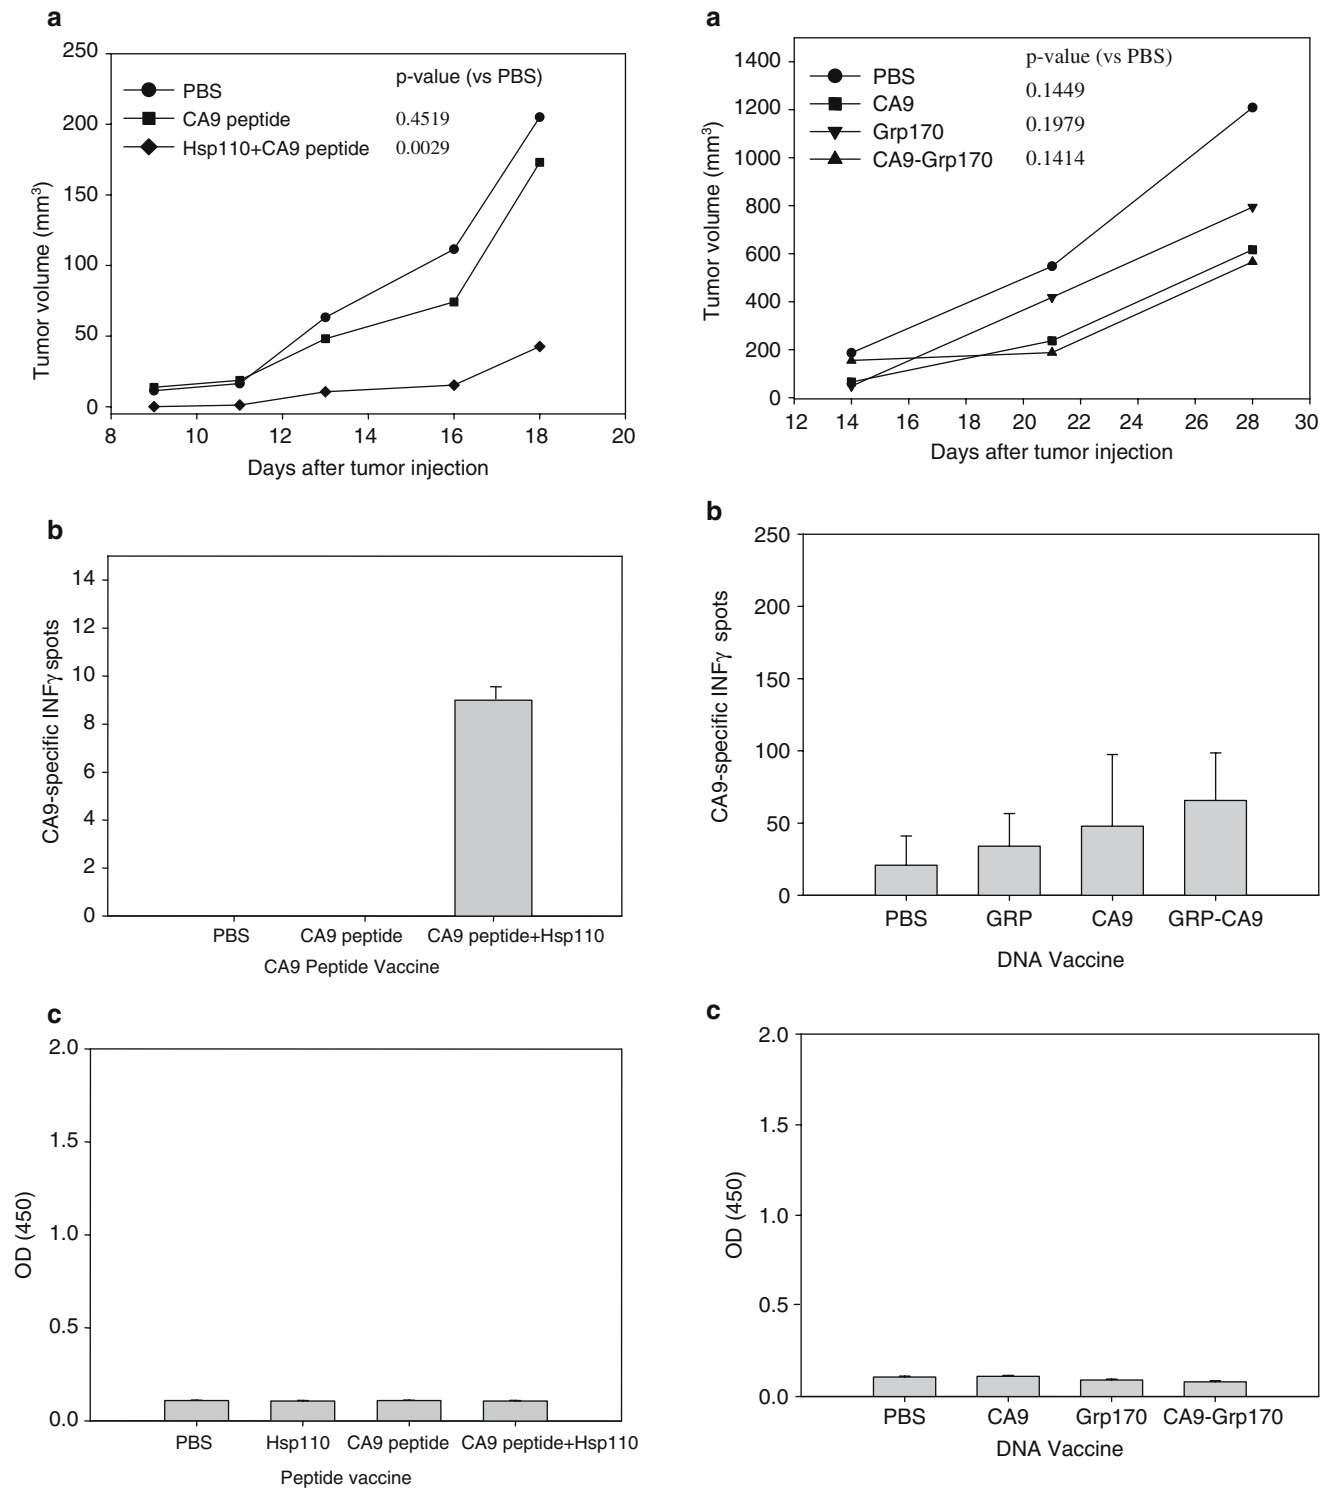 a
250
200
150
100
50
0
Tumor volume (mm³)
PBS
CA9 peptide
Hsp110+CA9 peptide
p-value (vs PBS)
0.4519
0.0029
8 10 12 14 16 18 20
Days after tumor injection
a
1400
1200
1000
800
600
400
200
0
Tumor volume (mm³)
PBS
CA9
Grp170
CA9-Grp170
p-value (vs PBS)
0.1449
0.1979
0.1414
12 14 16 18 20 22 24 26 28 30
Days after tumor injection
b
14
12
10
8
6
4
2
0
CA9-specific INFγ spots
PBS CA9 peptide CA9 peptide+Hsp110
CA9 Peptide Vaccine
b
250
200
150
100
50
0
CA9-specific INFγ spots
PBS GRP CA9 GRP-CA9
DNA Vaccine
c
2.0
1.5
1.0
0.5
0.0
OD (450)
PBS Hsp110 CA9 peptide CA9 peptide+Hsp110
Peptide vaccine
c
2.0
1.5
1.0
0.5
0.0
OD (450)
PBS CA9 Grp170 CA9-Grp170
DNA Vaccine